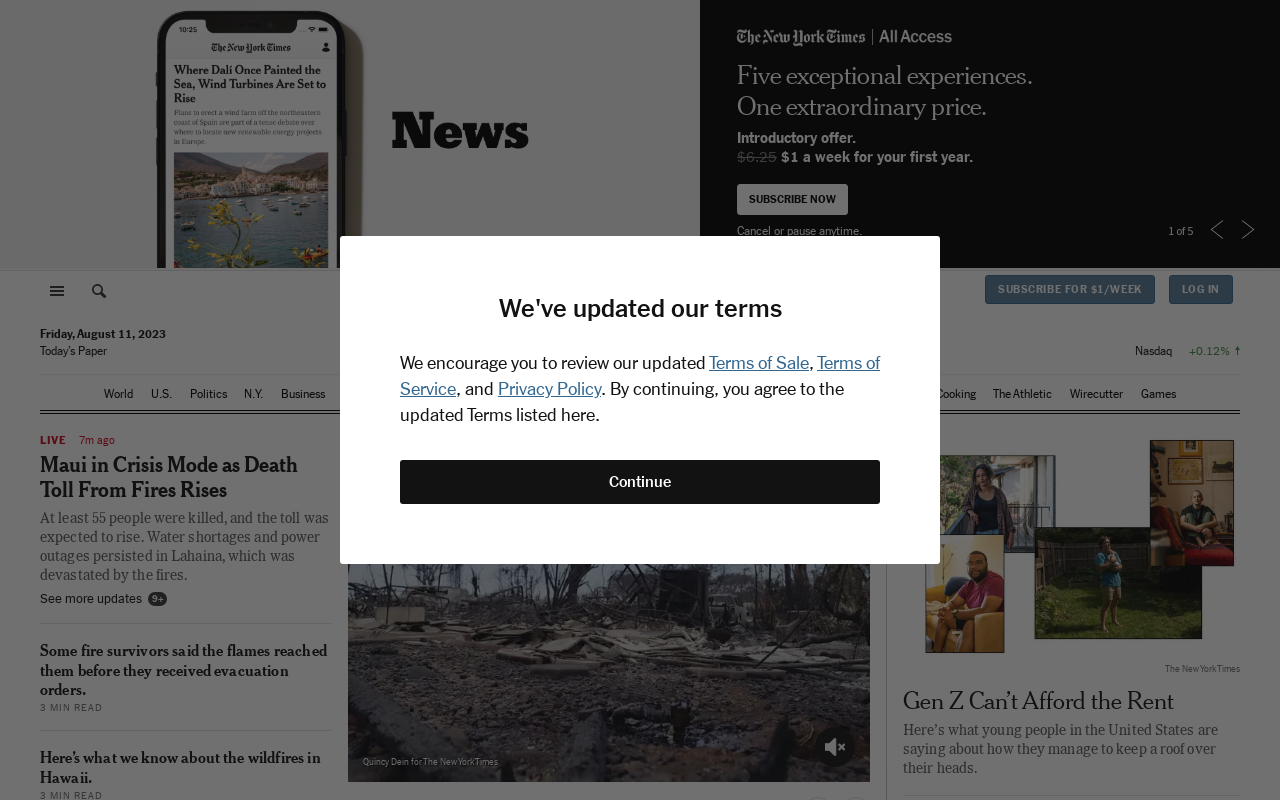 10:25
The New York Times
Where Dalí Once Painted the
Sea, Wind Turbines Are Set to
Rise
Plans to erect a wind farm off the northeastern
coast of Spain are part of a tense debate over
where to locate new renewable energy projects
in Europe.
News
The New York Times | All Access
Five exceptional experiences.
One extraordinary price.
Introductory offer.
$6.25 $1 a week for your first year.
SUBSCRIBE NOW
Cancel or pause anytime.
1 of 5
SUBSCRIBE FOR $1/WEEK
LOG IN
Friday, August 11, 2023
Today's Paper
Nasdaq +0.12% ↑
World U.S. Politics N.Y. Business
Cooking The Athletic Wirecutter Games
We've updated our terms
We encourage you to review our updated Terms of Sale, Terms of
Service, and Privacy Policy. By continuing, you agree to the
updated Terms listed here.
Continue
LIVE 7m ago
Maui in Crisis Mode as Death
Toll From Fires Rises
At least 55 people were killed, and the toll was
expected to rise. Water shortages and power
outages persisted in Lahaina, which was
devastated by the fires.
See more updates 9+
Some fire survivors said the flames reached
them before they received evacuation
orders.
3 MIN READ
Here's what we know about the wildfires in
Hawaii.
3 MIN READ
Quincy Dein for The New York Times
The New York Times
Gen Z Can't Afford the Rent
Here's what young people in the United States are
saying about how they manage to keep a roof over
their heads.